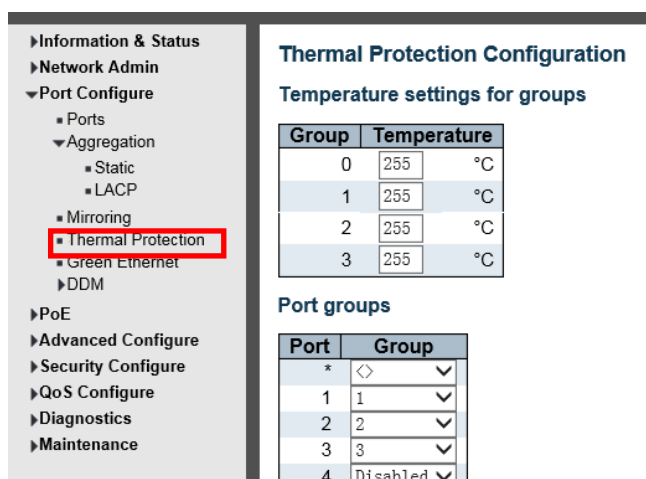 Information & Status
Network Admin
Port Configure
Ports
Aggregation
Static
LACP
Mirroring
Thermal Protection
Green Ethernet
DDM
PoE
Advanced Configure
Security Configure
QoS Configure
Diagnostics
Maintenance
Thermal Protection Configuration
Temperature settings for groups
Group Temperature
0 255 °C
1 255 °C
2 255 °C
3 255 °C
Port groups
Port Group
* <>
1 1
2 2
3 3
4 Disabled